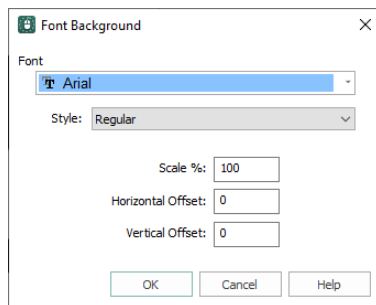 Font Background
Font
Arial
Style: Regular
Scale %: 100
Horizontal Offset: 0
Vertical Offset: 0
OK Cancel Help